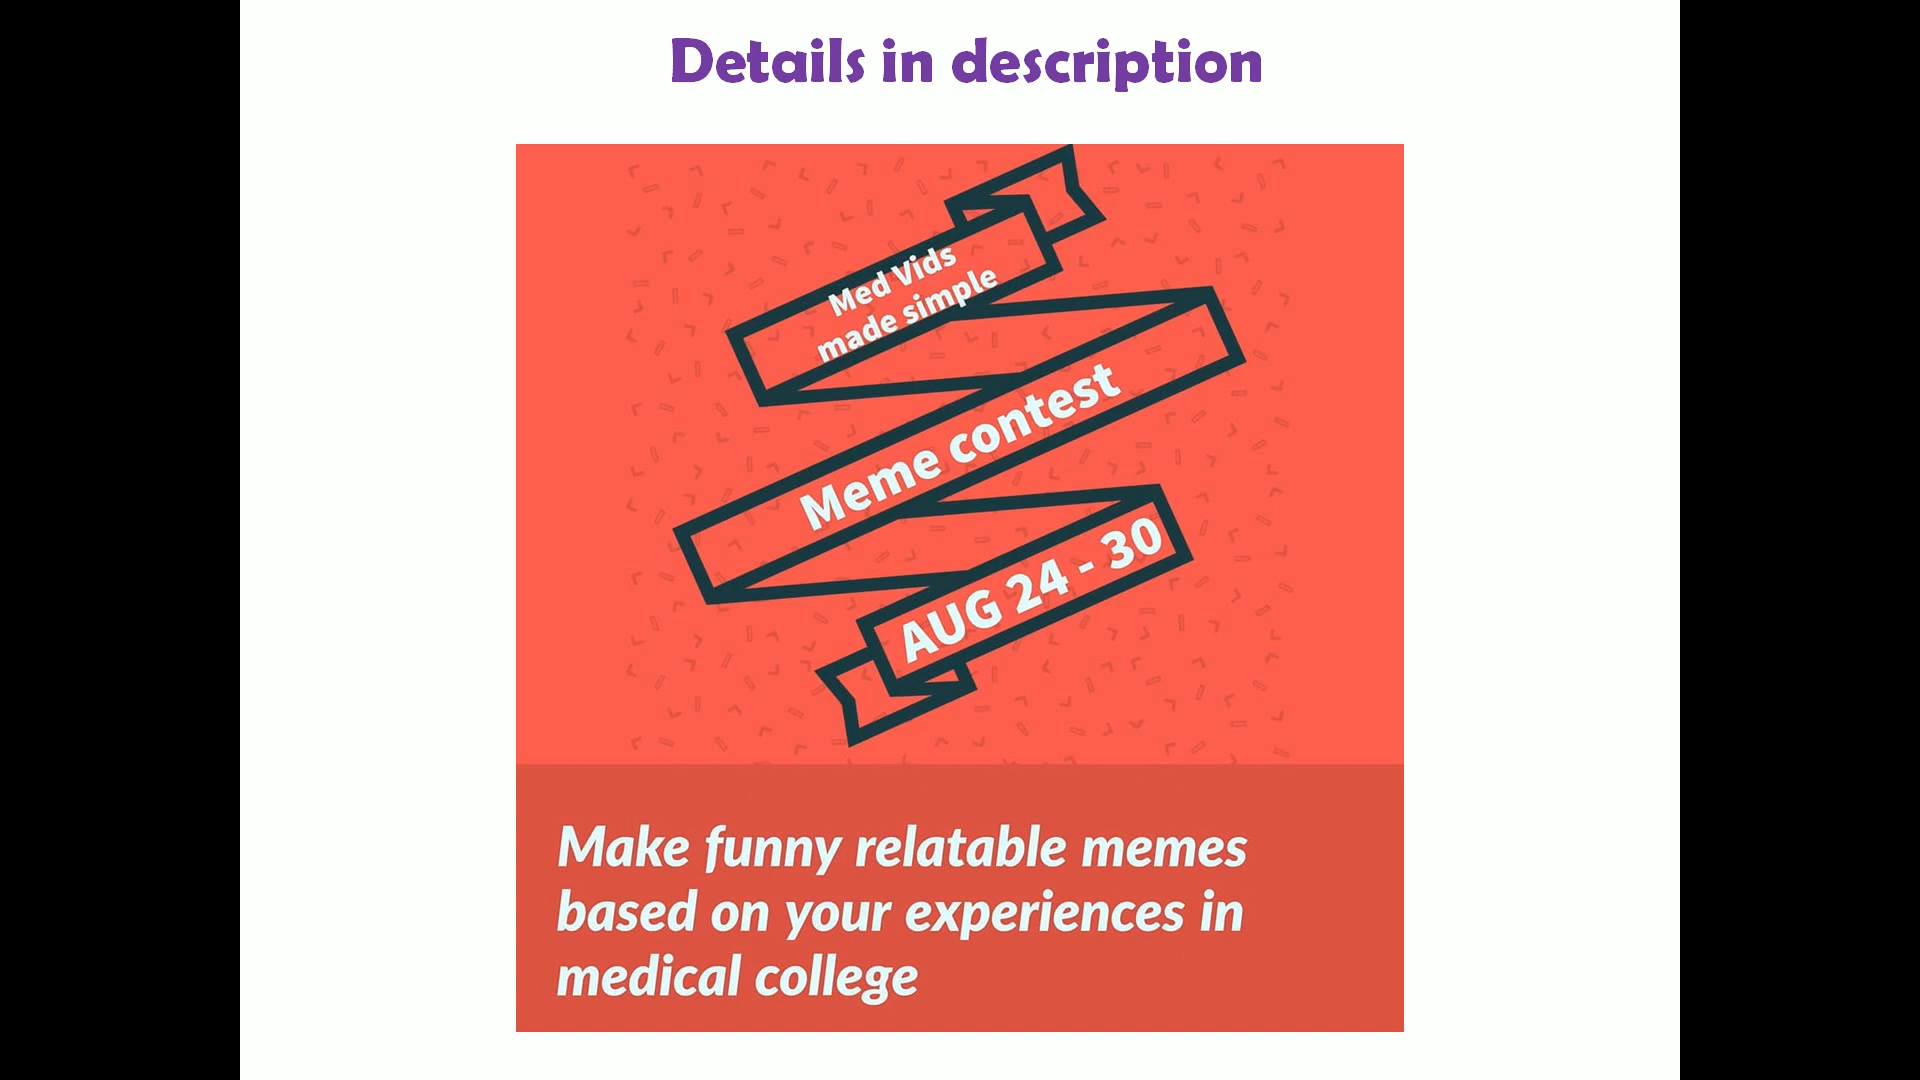 Details in description
Med Vids
made simple
Meme contest
AUG 24 - 30
Make funny relatable memes
based on your experiences in
medical college